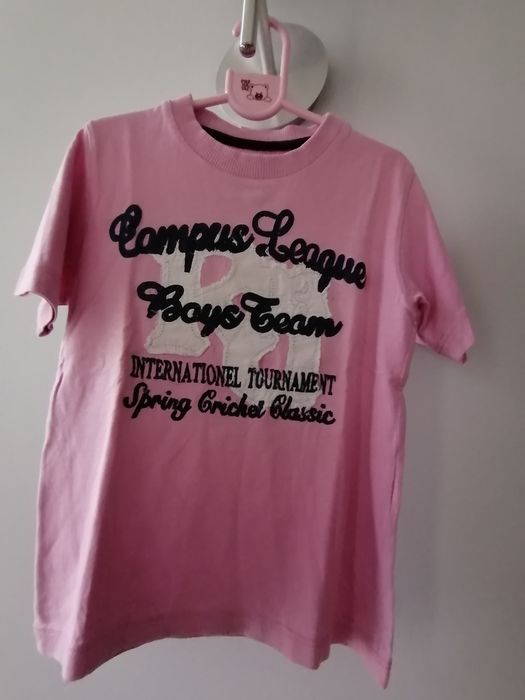 Campus League
Boys Team
INTERNATIONEL TOURNAMENT
Spring Cricket Classic